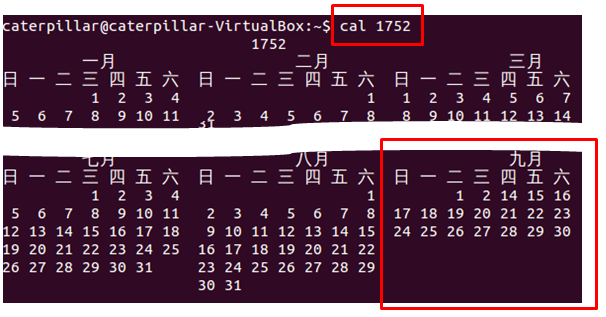 caterpillar@caterpillar-VirtualBox:~$ cal 1752
1752
一月 二月 三月
日 一 二 三 四 五 六 日 一 二 三 四 五 六 日 一 二 三 四 五 六
1 2 3 4 1 1 2 3 4 5 6 7
5 6 7 8 9 10 11 2 3 4 5 6 7 8 8 9 10 11 12 13 14
31
七月 八月 九月
日 一 二 三 四 五 六 日 一 二 三 四 五 六 日 一 二 三 四 五 六
1 2 3 4 1 1 2 14 15 16
5 6 7 8 9 10 11 2 3 4 5 6 7 8 17 18 19 20 21 22 23
12 13 14 15 16 17 18 9 10 11 12 13 14 15 24 25 26 27 28 29 30
19 20 21 22 23 24 25 16 17 18 19 20 21 22
26 27 28 29 30 31 23 24 25 26 27 28 29
30 31